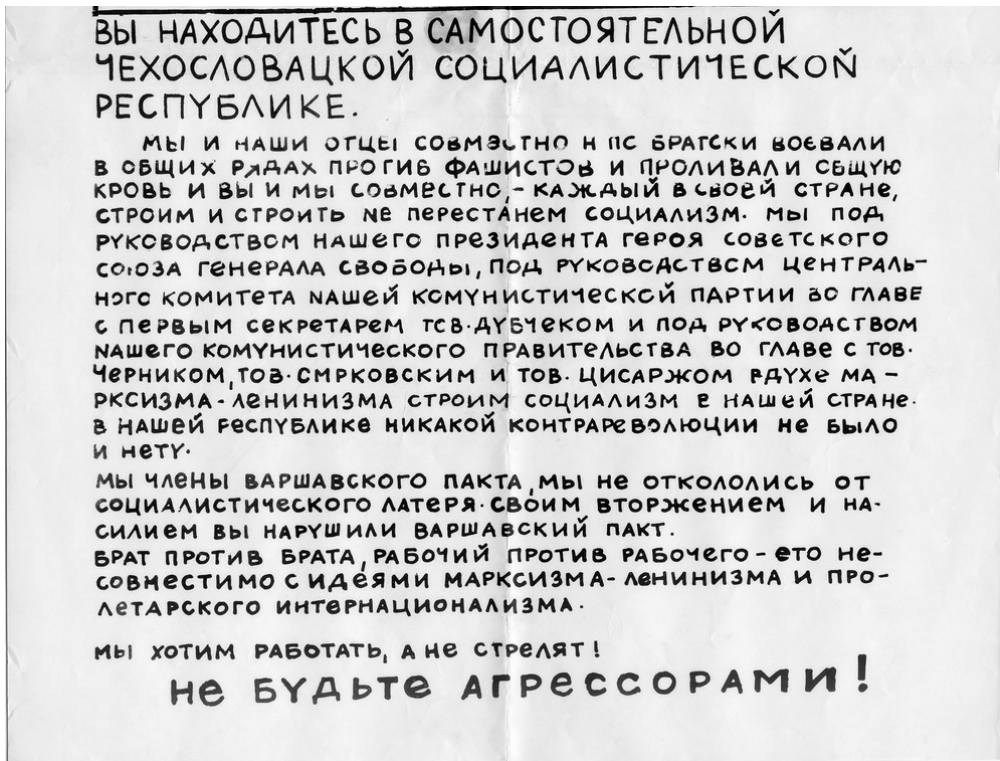 ВЫ НАХОДИТЕСЬ В САМОСТОЯТЕЛЬНОЙ
ЧЕХОСЛОВАЦКОЙ СОЦИАЛИСТИЧЕСКОЙ
РЕСПУБЛИКЕ.
МЫ И НАШИ ОТЦЫ СОВМЭСТНО И ПО БРАТСКИ ВОЕВАЛИ
В ОБЩИХ РЯДАХ ПРОТИВ ФАШИСТОВ И ПРОЛИВАЛИ ОБЩУЮ
КРОВЬ И ВЫ И МЫ СОВМЕСТНО,- КАЖДЫЙ В СВОЕЙ СТРАНЕ,
СТРОИМ И СТРОИТЬ НЕ ПЕРЕСТАНЕМ СОЦИАЛИЗМ. МЫ ПОД
РУКОВОДСТВОМ НАШЕГО ПРЕЗИДЕНТА ГЕРОЯ СОВЕТСКОГО
СОЮЗА ГЕНЕРАЛА СВОБОДЫ, ПОД РУКОВОДСТВОМ ЦЕНТРАЛЬ-
НОГО КОМИТЕТА НАШЕЙ КОМУНИСТИЧЕСКОЙ ПАРТИИ ВО ГЛАВЕ
С ПЕРВЫМ СЕКРЕТАРЕМ ТОВ. ДУБЧЕКОМ И ПОД РУКОВОДСТВОМ
НАШЕГО КОМУНИСТИЧЕСКОГО ПРАВИТЕЛЬСТВА ВО ГЛАВЕ С ТОВ.
ЧЕРНИКОМ, ТОВ. СМРКОВСКИМ И ТОВ. ЦИСАРЖОМ В ДУХЕ МА-
РКСИЗМА-ЛЕНИНИЗМА СТРОИМ СОЦИАЛИЗМ В НАШЕЙ СТРАНЕ.
В НАШЕЙ РЕСПУБЛИКЕ НИКАКОЙ КОНТРАРЕВОЛЮЦИИ НЕ БЫЛО
И НЕТУ.
МЫ ЧЛЕНЫ ВАРШАВСКОГО ПАКТА, МЫ НЕ ОТКОЛОЛИСЬ ОТ
СОЦИАЛИСТИЧЕСКОГО ЛАТЕРЯ. СВОИМ ВТОРЖЕНИЕМ И НА-
СИЛИЕМ ВЫ НАРУШИЛИ ВАРШАВСКИЙ ПАКТ.
БРАТ ПРОТИВ БРАТА, РАБОЧИЙ ПРОТИВ РАБОЧЕГО - ЕТО НЕ-
СОВМЕСТИМО С ИДЕЯМИ МАРКСИЗМА-ЛЕНИНИЗМА И ПРО-
ЛЕТАРСКОГО ИНТЕРНАЦИОНАЛИЗМА.
МЫ ХОТИМ РАБОТАТЬ, А НЕ СТРЕЛЯТ!
НЕ БУДЬТЕ АГРЕССОРАМИ!